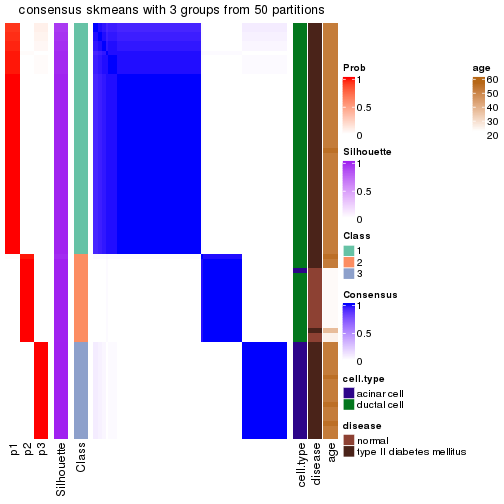 consensus skmeans with 3 groups from 50 partitions
Prob
1
0.5
0
age
60
50
40
30
20
Silhouette
1
0.5
0
Class
1
2
3
Consensus
1
0.5
0
cell.type
acinar cell
ductal cell
disease
normal
type II diabetes mellitus
p1
p2
p3
Silhouette
Class
cell.type
disease
age